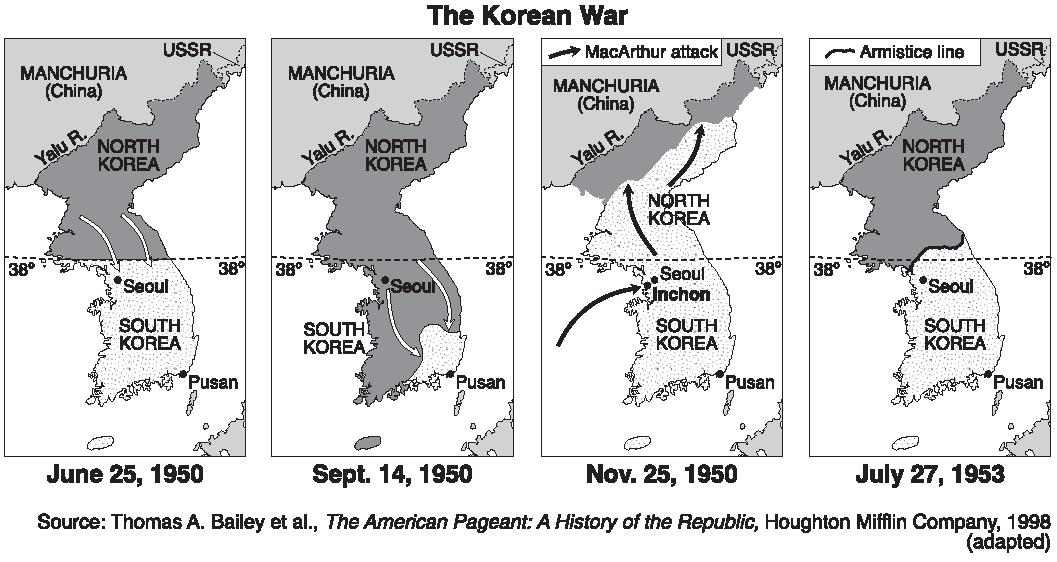 The Korean War
USSR
MANCHURIA
(China)
Yalu R.
NORTH
KOREA
38°
38°
Seoul
SOUTH
KOREA
Pusan
June 25, 1950
USSR
MANCHURIA
(China)
Yalu R.
NORTH
KOREA
38°
38°
Seoul
SOUTH
KOREA
Pusan
Sept. 14, 1950
MacArthur attack
USSR
MANCHURIA
(China)
Yalu R.
NORTH
KOREA
38°
38°
Seoul
Inchon
SOUTH
KOREA
Pusan
Nov. 25, 1950
Armistice line
USSR
MANCHURIA
(China)
Yalu R.
NORTH
KOREA
38°
38°
Seoul
SOUTH
KOREA
Pusan
July 27, 1953
Source: Thomas A. Bailey et al., The American Pageant: A History of the Republic, Houghton Mifflin Company, 1998
(adapted)